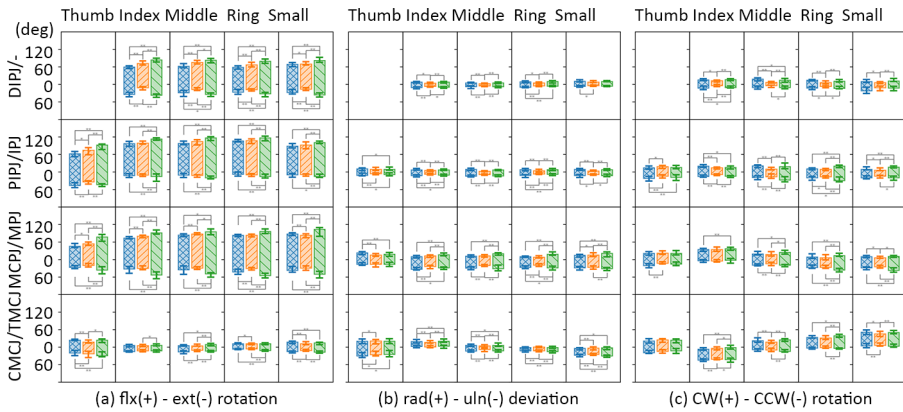 Thumb Index Middle Ring Small Thumb Index Middle Ring Small Thumb Index Middle Ring Small
(deg)
DIPJ/-
120
60
0
60
PIPJ/IPJ
120
60
0
60
MCPJ/MPJ
120
60
0
60
CMCJ/TMCJ
120
60
0
60
(a) flx(+) - ext(-) rotation (b) rad(+) - uln(-) deviation (c) CW(+) - CCW(-) rotation